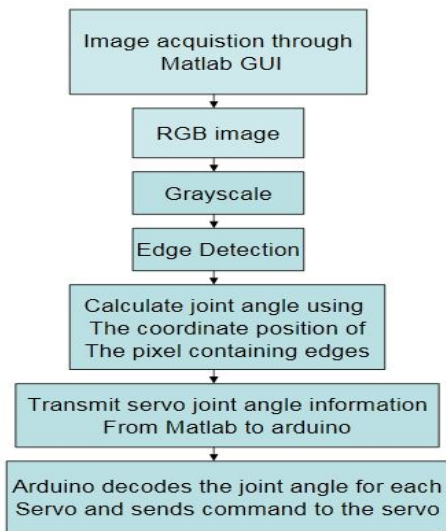 Image acquistion through
Matlab GUI
RGB image
Grayscale
Edge Detection
Calculate joint angle using
The coordinate position of
The pixel containing edges
Transmit servo joint angle information
From Matlab to arduino
Arduino decodes the joint angle for each
Servo and sends command to the servo